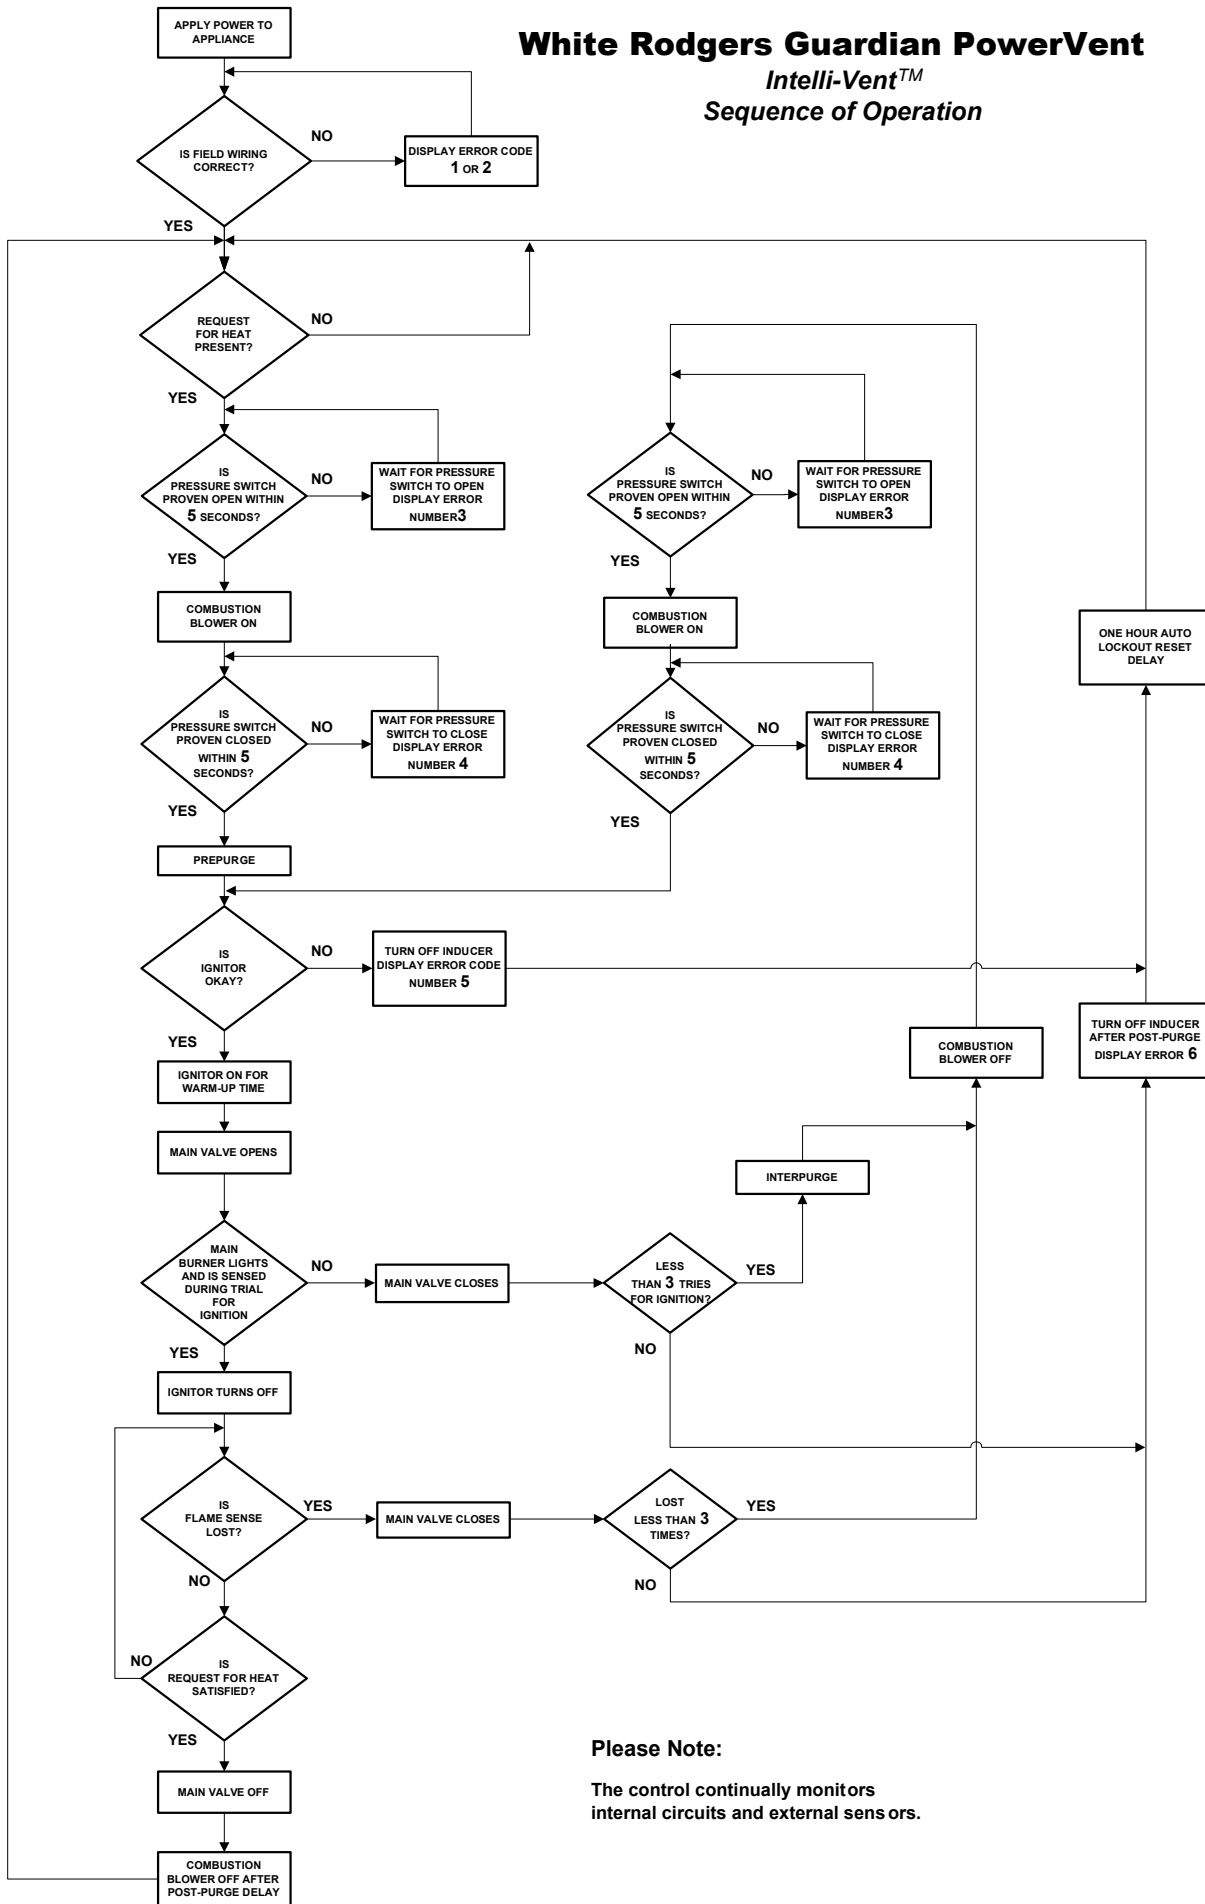 White Rodgers Guardian PowerVent
Intelli-Vent™
Sequence of Operation
APPLY POWER TO
APPLIANCE
IS FIELD WIRING
CORRECT?
NO
DISPLAY ERROR CODE
1 OR 2
YES
REQUEST
FOR HEAT
PRESENT?
NO
YES
IS
PRESSURE SWITCH
PROVEN OPEN WITHIN
5 SECONDS?
NO
WAIT FOR PRESSURE
SWITCH TO OPEN
DISPLAY ERROR
NUMBER3
YES
COMBUSTION
BLOWER ON
IS
PRESSURE SWITCH
PROVEN CLOSED
WITHIN 5
SECONDS?
NO
WAIT FOR PRESSURE
SWITCH TO CLOSE
DISPLAY ERROR
NUMBER 4
YES
PREPURGE
IS
PRESSURE SWITCH
PROVEN OPEN WITHIN
5 SECONDS?
NO
WAIT FOR PRESSURE
SWITCH TO OPEN
DISPLAY ERROR
NUMBER3
YES
COMBUSTION
BLOWER ON
IS
PRESSURE SWITCH
PROVEN CLOSED
WITHIN 5
SECONDS?
NO
WAIT FOR PRESSURE
SWITCH TO CLOSE
DISPLAY ERROR
NUMBER 4
YES
ONE HOUR AUTO
LOCKOUT RESET
DELAY
IS
IGNITOR
OKAY?
NO
TURN OFF INDUCER
DISPLAY ERROR CODE
NUMBER 5
YES
COMBUSTION
BLOWER OFF
TURN OFF INDUCER
AFTER POST-PURGE
DISPLAY ERROR 6
IGNITOR ON FOR
WARM-UP TIME
MAIN VALVE OPENS
INTERPURGE
MAIN
BURNER LIGHTS
AND IS SENSED
DURING TRIAL
FOR
IGNITION
NO
MAIN VALVE CLOSES
LESS
THAN 3 TRIES
FOR IGNITION?
YES
NO
YES
IGNITOR TURNS OFF
IS
FLAME SENSE
LOST?
YES
MAIN VALVE CLOSES
LOST
LESS THAN 3
TIMES?
YES
NO
NO
IS
REQUEST FOR HEAT
SATISFIED?
NO
YES
MAIN VALVE OFF
COMBUSTION
BLOWER OFF AFTER
POST-PURGE DELAY
Please Note:
The control continually monitors
internal circuits and external sensors.